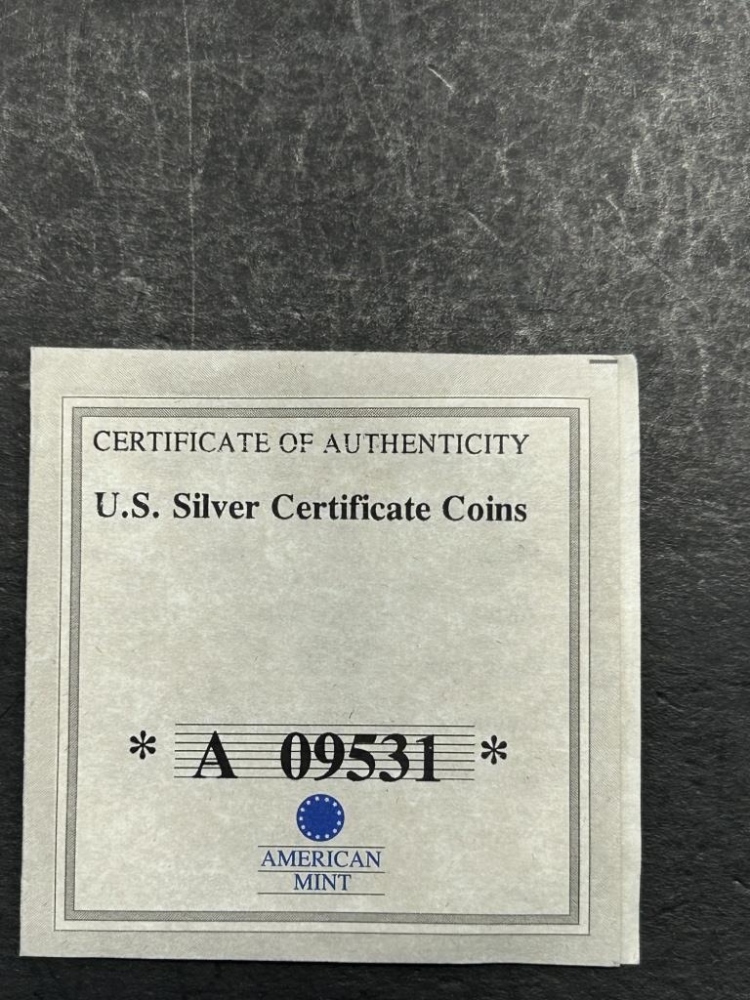 CERTIFICATE OF AUTHENTICITY
U.S. Silver Certificate Coins
* A 09531 *
AMERICAN
MINT